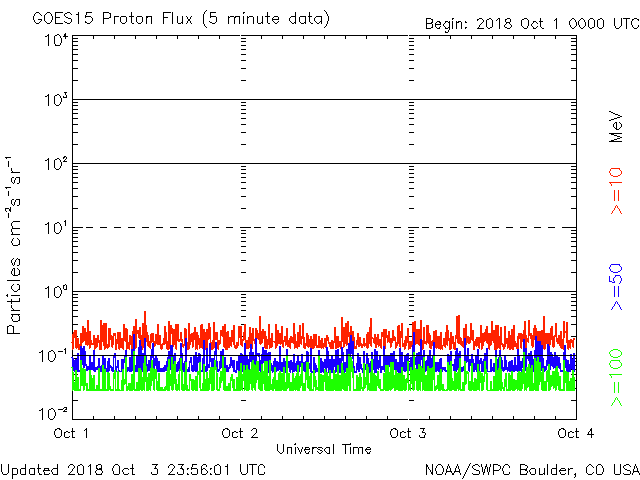 GOES15 Proton Flux (5 minute data)
Begin: 2018 Oct 1 0000 UTC
10⁴
10³
10²
10¹
10⁰
10⁻¹
10⁻²
Particles cm⁻²s⁻¹sr⁻¹
MeV
>=10
>=50
>=100
Oct 1
Oct 2
Oct 3
Oct 4
Universal Time
Updated 2018 Oct 3 23:56:01 UTC
NOAA/SWPC Boulder, CO USA